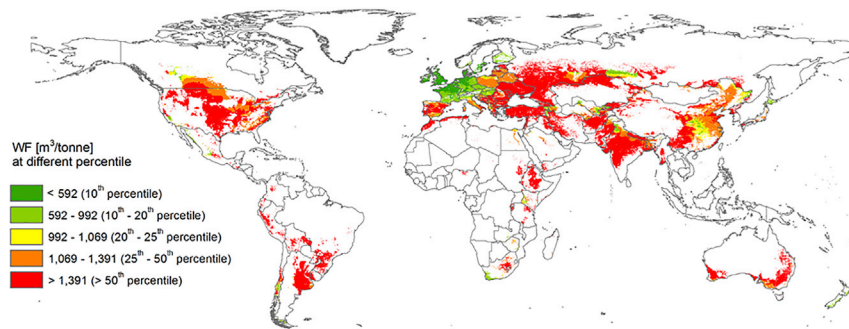 WF [m³/tonne]
at different percentile
< 592 (10th percentile)
592 - 992 (10th - 20th percetile)
992 - 1,069 (20th - 25th percentile)
1,069 - 1,391 (25th - 50th percentile)
> 1,391 (> 50th percentile)